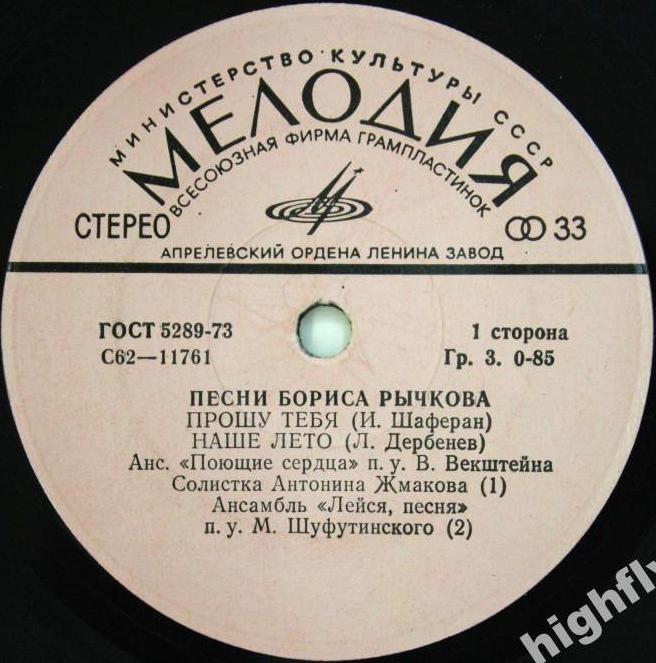 МИНИСТЕРСТВО КУЛЬТУРЫ СССР
МЕЛОДИЯ
ВСЕСОЮЗНАЯ ФИРМА ГРАМПЛАСТИНОК
СТЕРЕО
33
АПРЕЛЕВСКИЙ ОРДЕНА ЛЕНИНА ЗАВОД
ГОСТ 5289-73
1 сторона
С62—11761
Гр. 3. 0-85
ПЕСНИ БОРИСА РЫЧКОВА
ПРОШУ ТЕБЯ (И. Шаферан)
НАШЕ ЛЕТО (Л. Дербенев)
Анс. «Поющие сердца» п. у. В. Векштейна
Солистка Антонина Жмакова (1)
Ансамбль «Лейся, песня»
п. у. М. Шуфутинского (2)
highfly